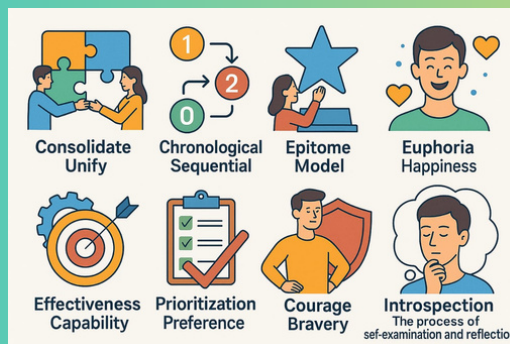 1
2
0
Consolidate
Unify
Chronological
Sequential
Epitome
Model
Euphoria
Happiness
Effectiveness
Capability
Prioritization
Preference
Courage
Bravery
Introspection
The process of
sef-examination and reflectio